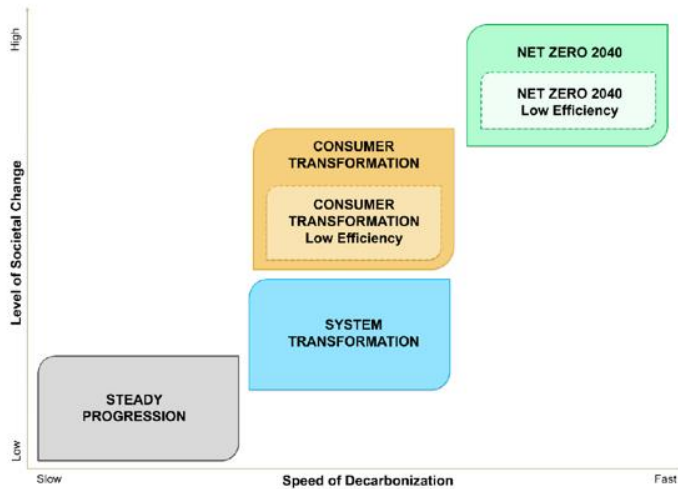 High
NET ZERO 2040
NET ZERO 2040
Low Efficiency
CONSUMER
TRANSFORMATION
CONSUMER
TRANSFORMATION
Low Efficiency
Level of Societal Change
SYSTEM
TRANSFORMATION
STEADY
PROGRESSION
Low
Slow
Speed of Decarbonization
Fast